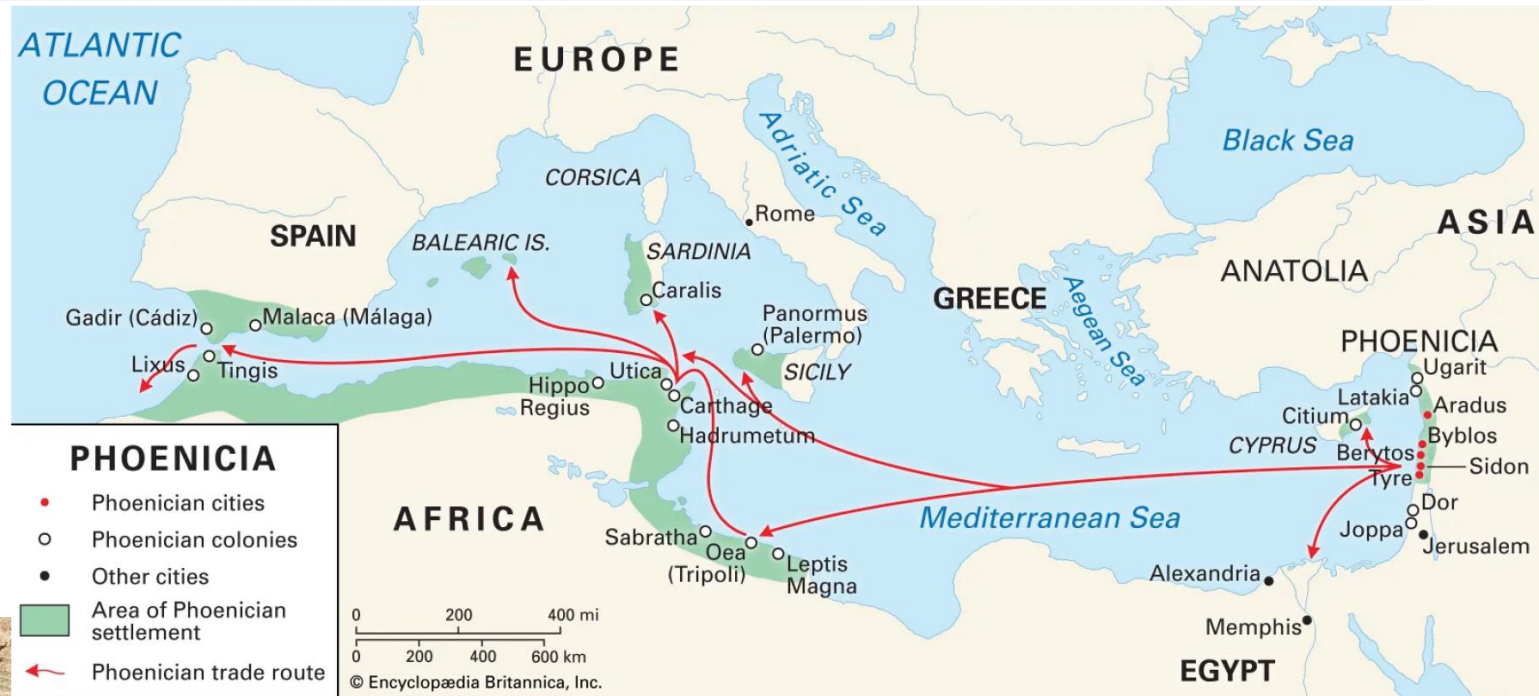 ATLANTIC
OCEAN
EUROPE
Black Sea
Adriatic Sea
CORSICA
Rome
ASIA
SPAIN
BALEARIC IS.
SARDINIA
ANATOLIA
Caralis
GREECE
Aegean Sea
Gadir (Cádiz)
Malaca (Málaga)
Panormus
(Palermo)
PHOENICIA
Lixus
Tingis
Utica
SICILY
Ugarit
Hippo
Regius
Latakia
Carthage
Citium
Aradus
Hadrumetum
CYPRUS
Byblos
Berytos
Sidon
Tyre
PHOENICIA
Phoenician cities
Phoenician colonies
Other cities
Area of Phoenician
settlement
Phoenician trade route
AFRICA
Mediterranean Sea
Dor
Joppa
Jerusalem
Sabratha
Oea
(Tripoli)
Leptis
Magna
Alexandria
Memphis
EGYPT
0 200 400 mi
0 200 400 600 km
© Encyclopædia Britannica, Inc.